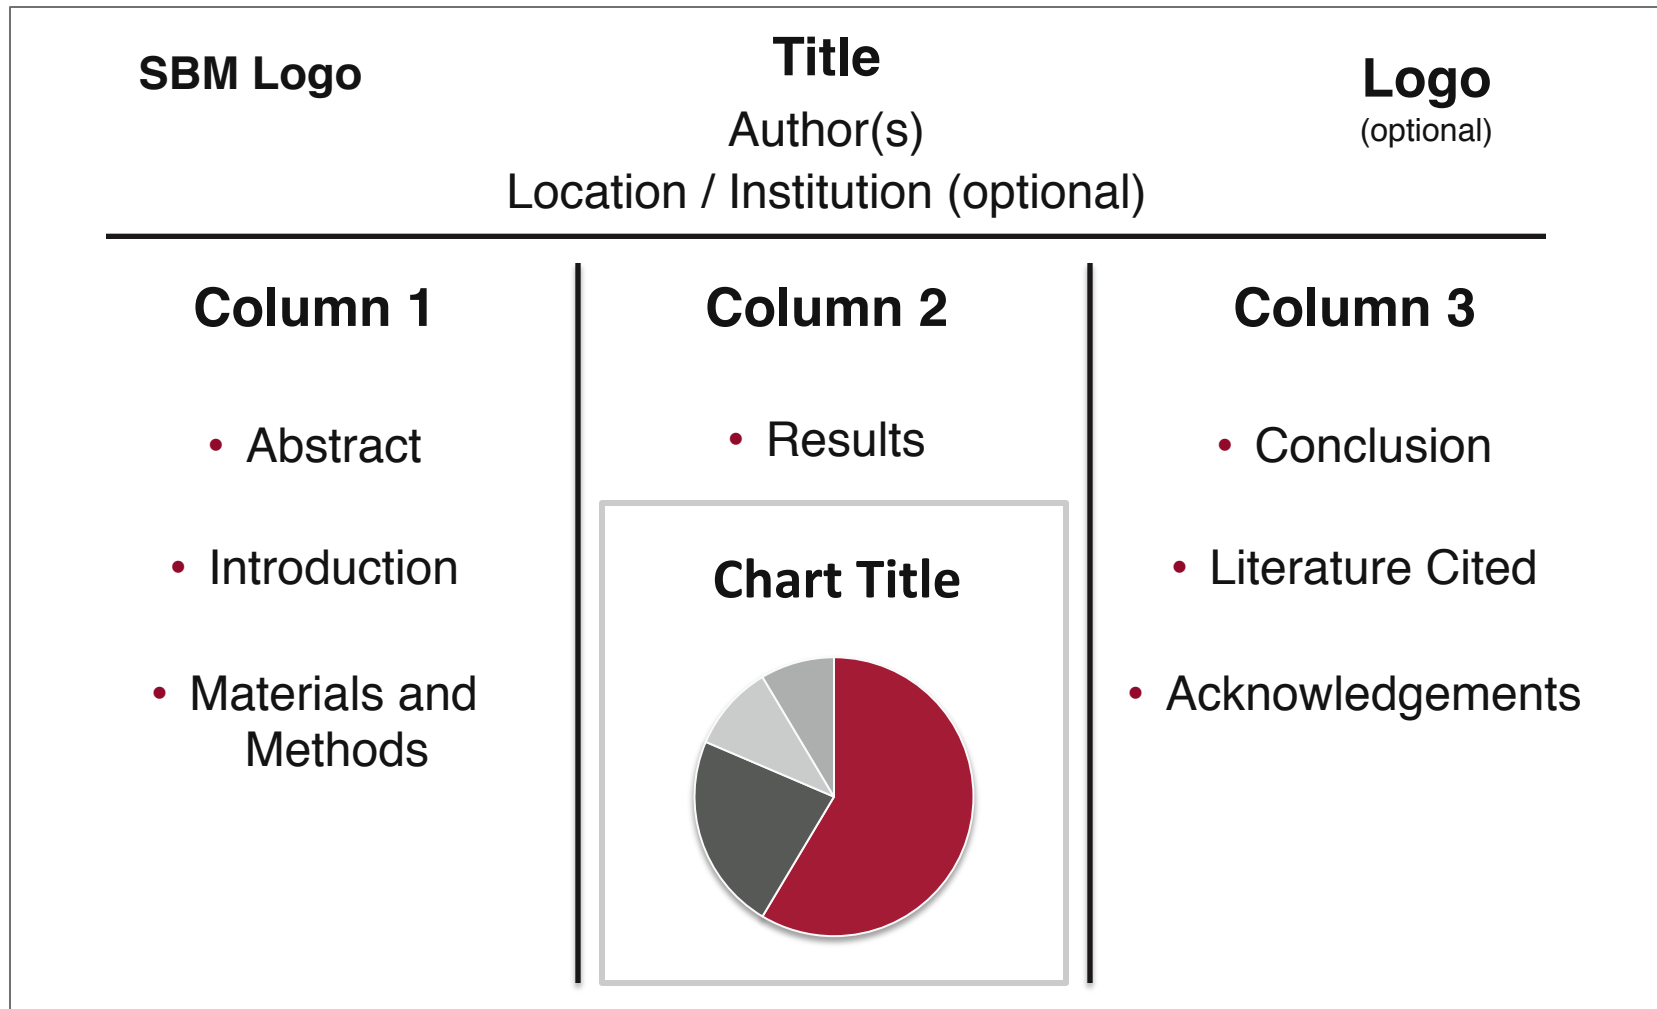 SBM Logo
Title
Author(s)
Location / Institution (optional)
Logo
(optional)
Column 1
• Abstract
• Introduction
• Materials and
Methods
Column 2
• Results
Chart Title
Column 3
• Conclusion
• Literature Cited
• Acknowledgements